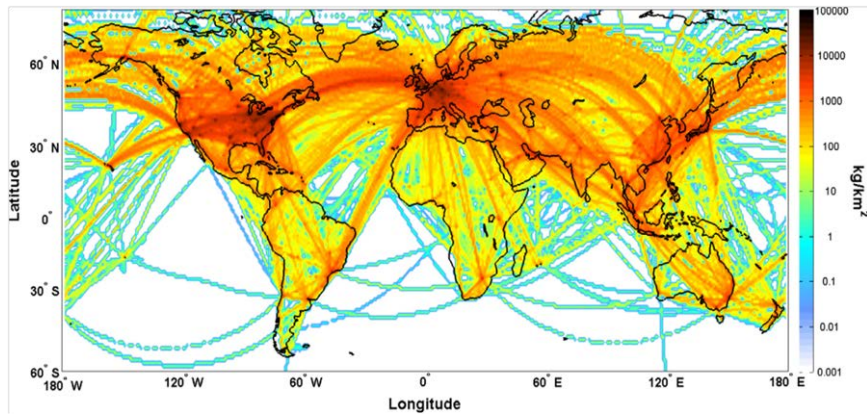 100000
10000
1000
100
10
1
0.1
0.01
0.001
kg/km²
60° N
30° N
0°
30° S
60° S
Latitude
180° W
120° W
60° W
0°
60° E
120° E
180° E
Longitude